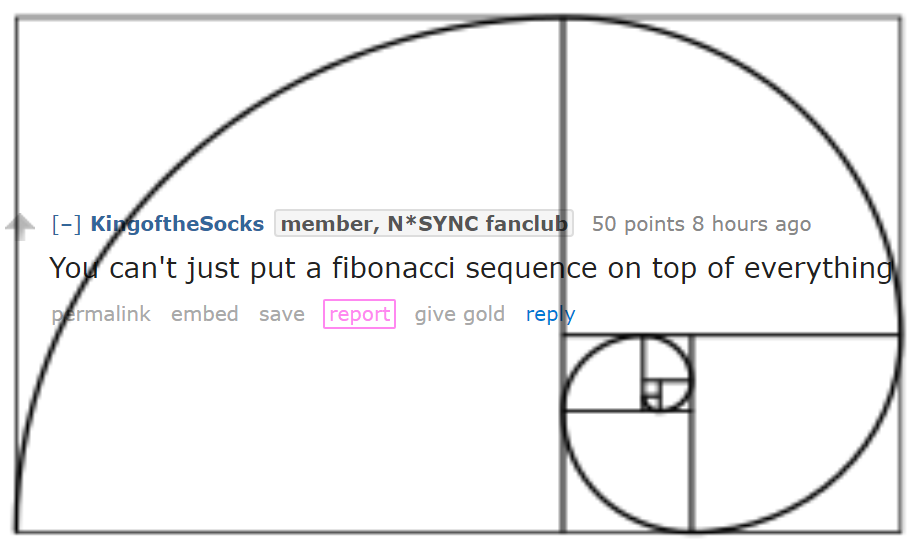 [–] KingoftheSocks member, N*SYNC fanclub 50 points 8 hours ago
You can't just put a fibonacci sequence on top of everything
permalink embed save report give gold reply